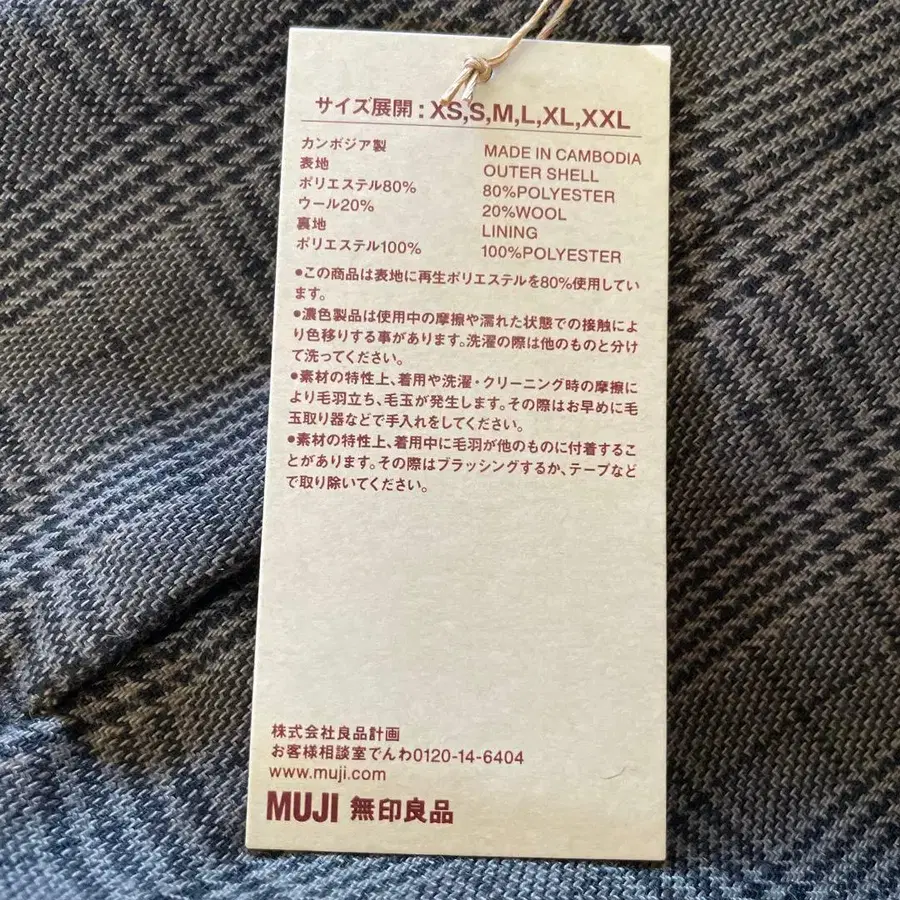 サイズ展開：XS,S,M,L,XL,XXL
カンボジア製 MADE IN CAMBODIA
表地 OUTER SHELL
ポリエステル80% 80%POLYESTER
ウール20% 20%WOOL
裏地 LINING
ポリエステル100% 100%POLYESTER
●この商品は表地に再生ポリエステルを80%使用してい
ます。
●濃色製品は使用中の摩擦や濡れた状態での接触によ
り色移りする事があります。洗濯の際は他のものと分け
て洗ってください。
●素材の特性上、着用や洗濯・クリーニング時の摩擦に
より毛羽立ち、毛玉が発生します。その際はお早めに毛
玉取り器などで手入れをしてください。
●素材の特性上、着用中に毛羽が他のものに付着するこ
とがあります。その際はブラッシングするか、テープなど
で取り除いてください。
株式会社良品計画
お客様相談室でんわ0120-14-6404
www.muji.com
MUJI 無印良品